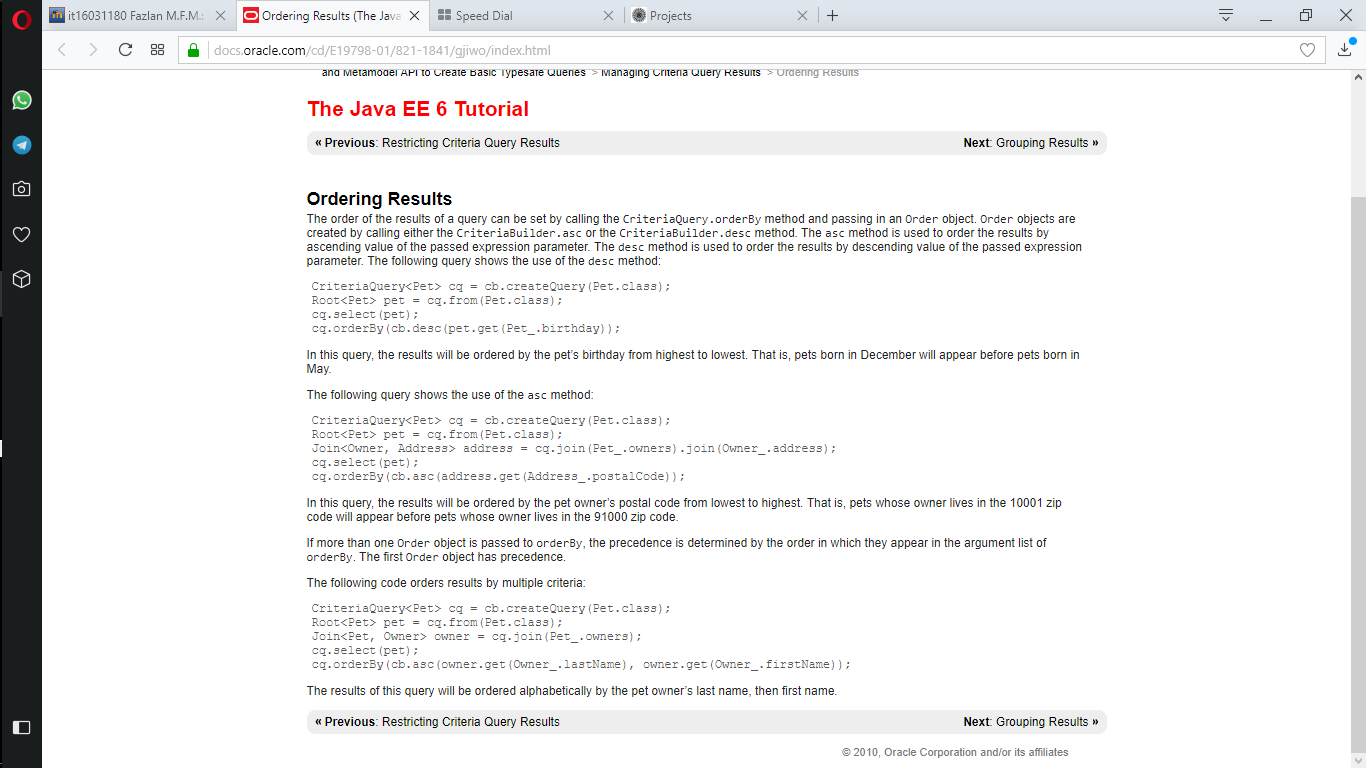 it16031180 Fazlan M.F.M.:
Ordering Results (The Java
Speed Dial
Projects
docs.oracle.com/cd/E19798-01/821-1841/gjiwo/index.html
and Metamodel API to Create Basic Typesafe Queries > Managing Criteria Query Results > Ordering Results
The Java EE 6 Tutorial
« Previous: Restricting Criteria Query Results
Next: Grouping Results »
Ordering Results
The order of the results of a query can be set by calling the CriteriaQuery.orderBy method and passing in an Order object. Order objects are
created by calling either the CriteriaBuilder.asc or the CriteriaBuilder.desc method. The asc method is used to order the results by
ascending value of the passed expression parameter. The desc method is used to order the results by descending value of the passed expression
parameter. The following query shows the use of the desc method:
CriteriaQuery<Pet> cq = cb.createQuery(Pet.class);
Root<Pet> pet = cq.from(Pet.class);
cq.select(pet);
cq.orderBy(cb.desc(pet.get(Pet_.birthday));
In this query, the results will be ordered by the pet's birthday from highest to lowest. That is, pets born in December will appear before pets born in
May.
The following query shows the use of the asc method:
CriteriaQuery<Pet> cq = cb.createQuery(Pet.class);
Root<Pet> pet = cq.from(Pet.class);
Join<Owner, Address> address = cq.join(Pet_.owners).join(Owner_.address);
cq.select(pet);
cq.orderBy(cb.asc(address.get(Address_.postalCode));
In this query, the results will be ordered by the pet owner's postal code from lowest to highest. That is, pets whose owner lives in the 10001 zip
code will appear before pets whose owner lives in the 91000 zip code.
If more than one Order object is passed to orderBy, the precedence is determined by the order in which they appear in the argument list of
orderBy. The first Order object has precedence.
The following code orders results by multiple criteria:
CriteriaQuery<Pet> cq = cb.createQuery(Pet.class);
Root<Pet> pet = cq.from(Pet.class);
Join<Pet, Owner> owner = cq.join(Pet_.owners);
cq.select(pet);
cq.orderBy(cb.asc(owner.get(Owner_.lastName), owner.get(Owner_.firstName));
The results of this query will be ordered alphabetically by the pet owner's last name, then first name.
« Previous: Restricting Criteria Query Results
Next: Grouping Results »
© 2010, Oracle Corporation and/or its affiliates